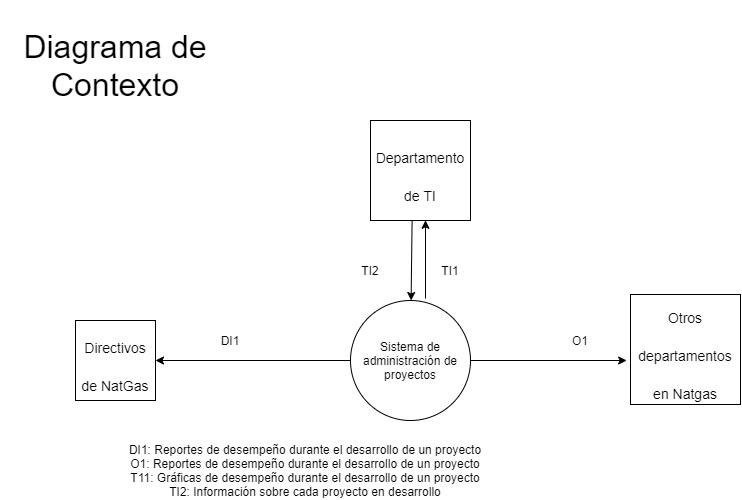 Diagrama de
Contexto
Departamento
de TI
TI2
TI1
Directivos
de NatGas
DI1
Sistema de
administración de
proyectos
O1
Otros
departamentos
en Natgas
DI1: Reportes de desempeño durante el desarrollo de un proyecto
O1: Reportes de desempeño durante el desarrollo de un proyecto
T11: Gráficas de desempeño durante el desarrollo de un proyecto
TI2: Información sobre cada proyecto en desarrollo